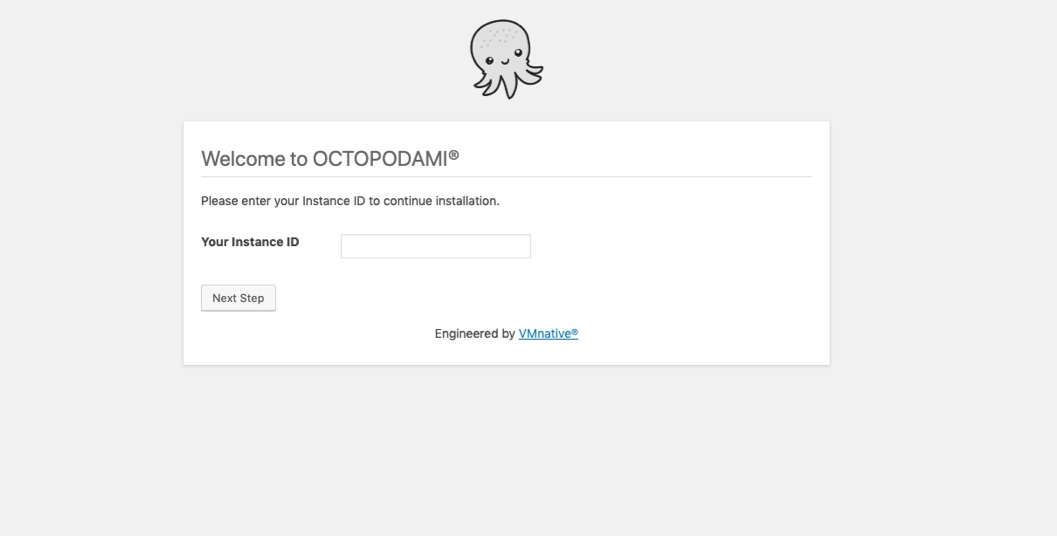 Welcome to OCTOPODAMI®
Please enter your Instance ID to continue installation.
Your Instance ID
Next Step
Engineered by VMnative®